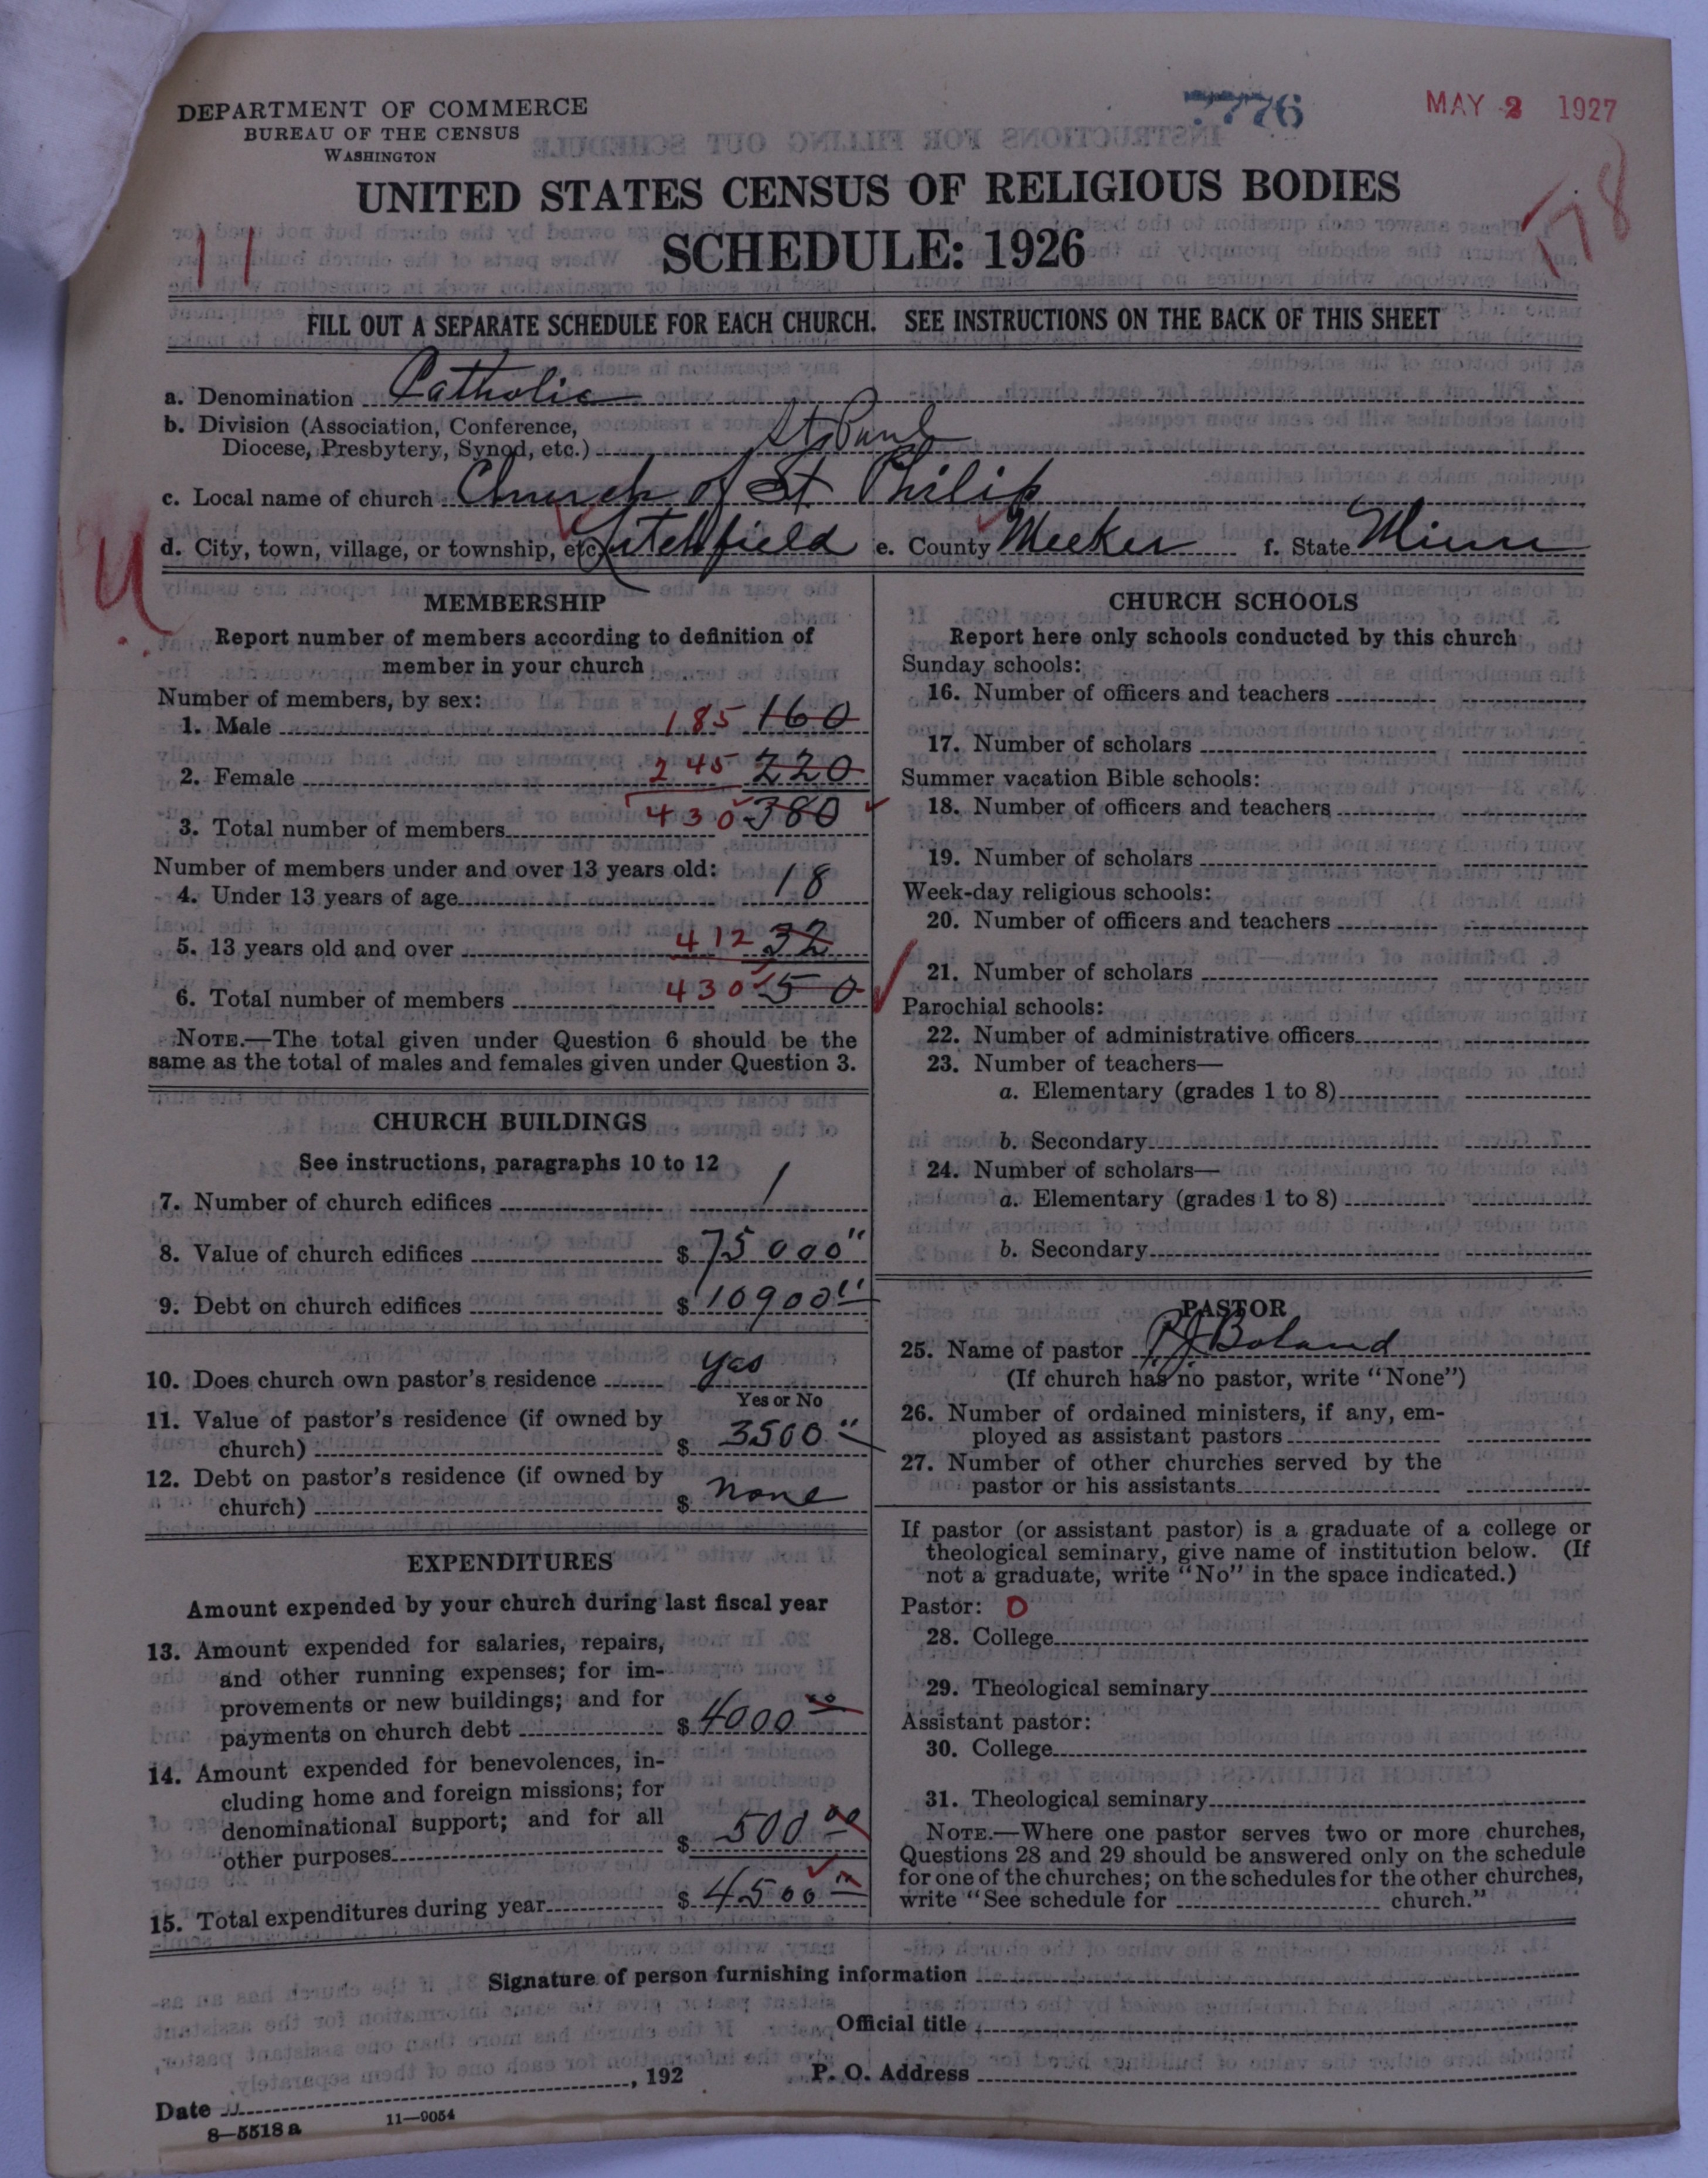 DEPARTMENT OF COMMERCE
BUREAU OF THE CENSUS
WASHINGTON
7776
MAY 2 1927
178
11
UNITED STATES CENSUS OF RELIGIOUS BODIES
SCHEDULE: 1926
FILL OUT A SEPARATE SCHEDULE FOR EACH CHURCH. SEE INSTRUCTIONS ON THE BACK OF THIS SHEET
a. Denomination Catholic
b. Division (Association, Conference,
Diocese, Presbytery, Synod, etc.) St. Paul
c. Local name of church Church of St Philip
d. City, town, village, or township, etc. Litchfield e. County Meeker f. State Minn
MEMBERSHIP
Report number of members according to definition of
member in your church
Number of members, by sex:
1. Male 185 160
2. Female 245 220
3. Total number of members 430 380
Number of members under and over 13 years old:
4. Under 13 years of age 18
5. 13 years old and over 412 32
6. Total number of members 430 50
NOTE.—The total given under Question 6 should be the
same as the total of males and females given under Question 3.
CHURCH BUILDINGS
See instructions, paragraphs 10 to 12
7. Number of church edifices 1
8. Value of church edifices $ 75000"
9. Debt on church edifices $ 10900"
10. Does church own pastor's residence yes
Yes or No
11. Value of pastor's residence (if owned by
church) $ 3500"
12. Debt on pastor's residence (if owned by
church) $ none
EXPENDITURES
Amount expended by your church during last fiscal year
13. Amount expended for salaries, repairs,
and other running expenses; for im-
provements or new buildings; and for
payments on church debt $ 4000 00
14. Amount expended for benevolences, in-
cluding home and foreign missions; for
denominational support; and for all
other purposes $ 500 00
15. Total expenditures during year $ 4500 "
CHURCH SCHOOLS
Report here only schools conducted by this church
Sunday schools:
16. Number of officers and teachers
17. Number of scholars
Summer vacation Bible schools:
18. Number of officers and teachers
19. Number of scholars
Week-day religious schools:
20. Number of officers and teachers
21. Number of scholars
Parochial schools:
22. Number of administrative officers
23. Number of teachers—
a. Elementary (grades 1 to 8)
b. Secondary
24. Number of scholars—
a. Elementary (grades 1 to 8)
b. Secondary
PASTOR
25. Name of pastor P J Boland
(If church has no pastor, write "None")
26. Number of ordained ministers, if any, em-
ployed as assistant pastors
27. Number of other churches served by the
pastor or his assistants
If pastor (or assistant pastor) is a graduate of a college or
theological seminary, give name of institution below. (If
not a graduate, write "No" in the space indicated.)
Pastor: 0
28. College
29. Theological seminary
Assistant pastor:
30. College
31. Theological seminary
NOTE.—Where one pastor serves two or more churches,
Questions 28 and 29 should be answered only on the schedule
for one of the churches; on the schedules for the other churches,
write "See schedule for church."
Signature of person furnishing information
Official title
Date , 192 P. O. Address
8—5518 a 11—9054